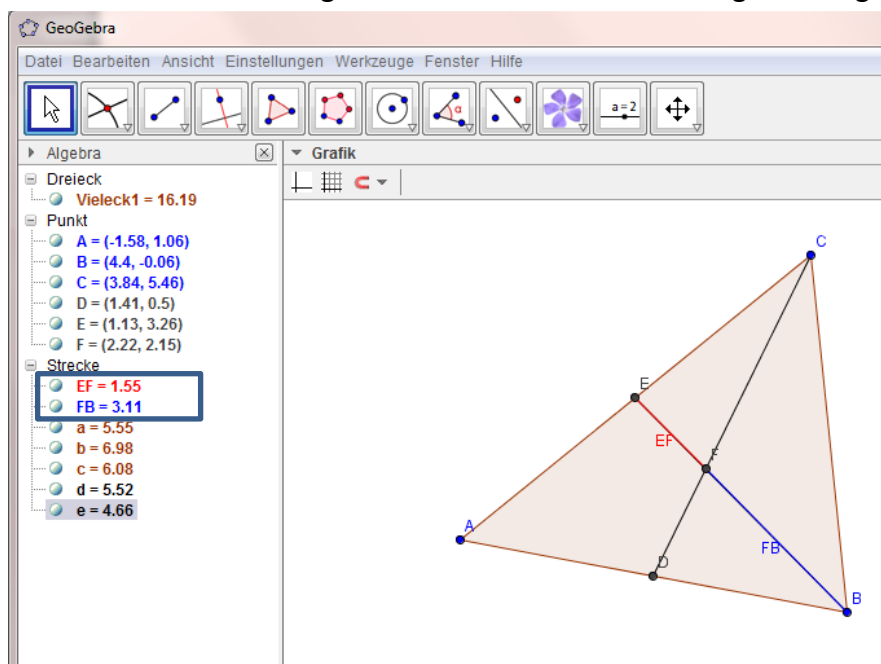 GeoGebra
Datei Bearbeiten Ansicht Einstellungen Werkzeuge Fenster Hilfe
α
a = 2
Algebra
Grafik
Dreieck
Vieleck1 = 16.19
Punkt
A = (-1.58, 1.06)
B = (4.4, -0.06)
C = (3.84, 5.46)
D = (1.41, 0.5)
E = (1.13, 3.26)
F = (2.22, 2.15)
Strecke
EF = 1.55
FB = 3.11
a = 5.55
b = 6.98
c = 6.08
d = 5.52
e = 4.66
C
E
EF
F
A
FB
D
B